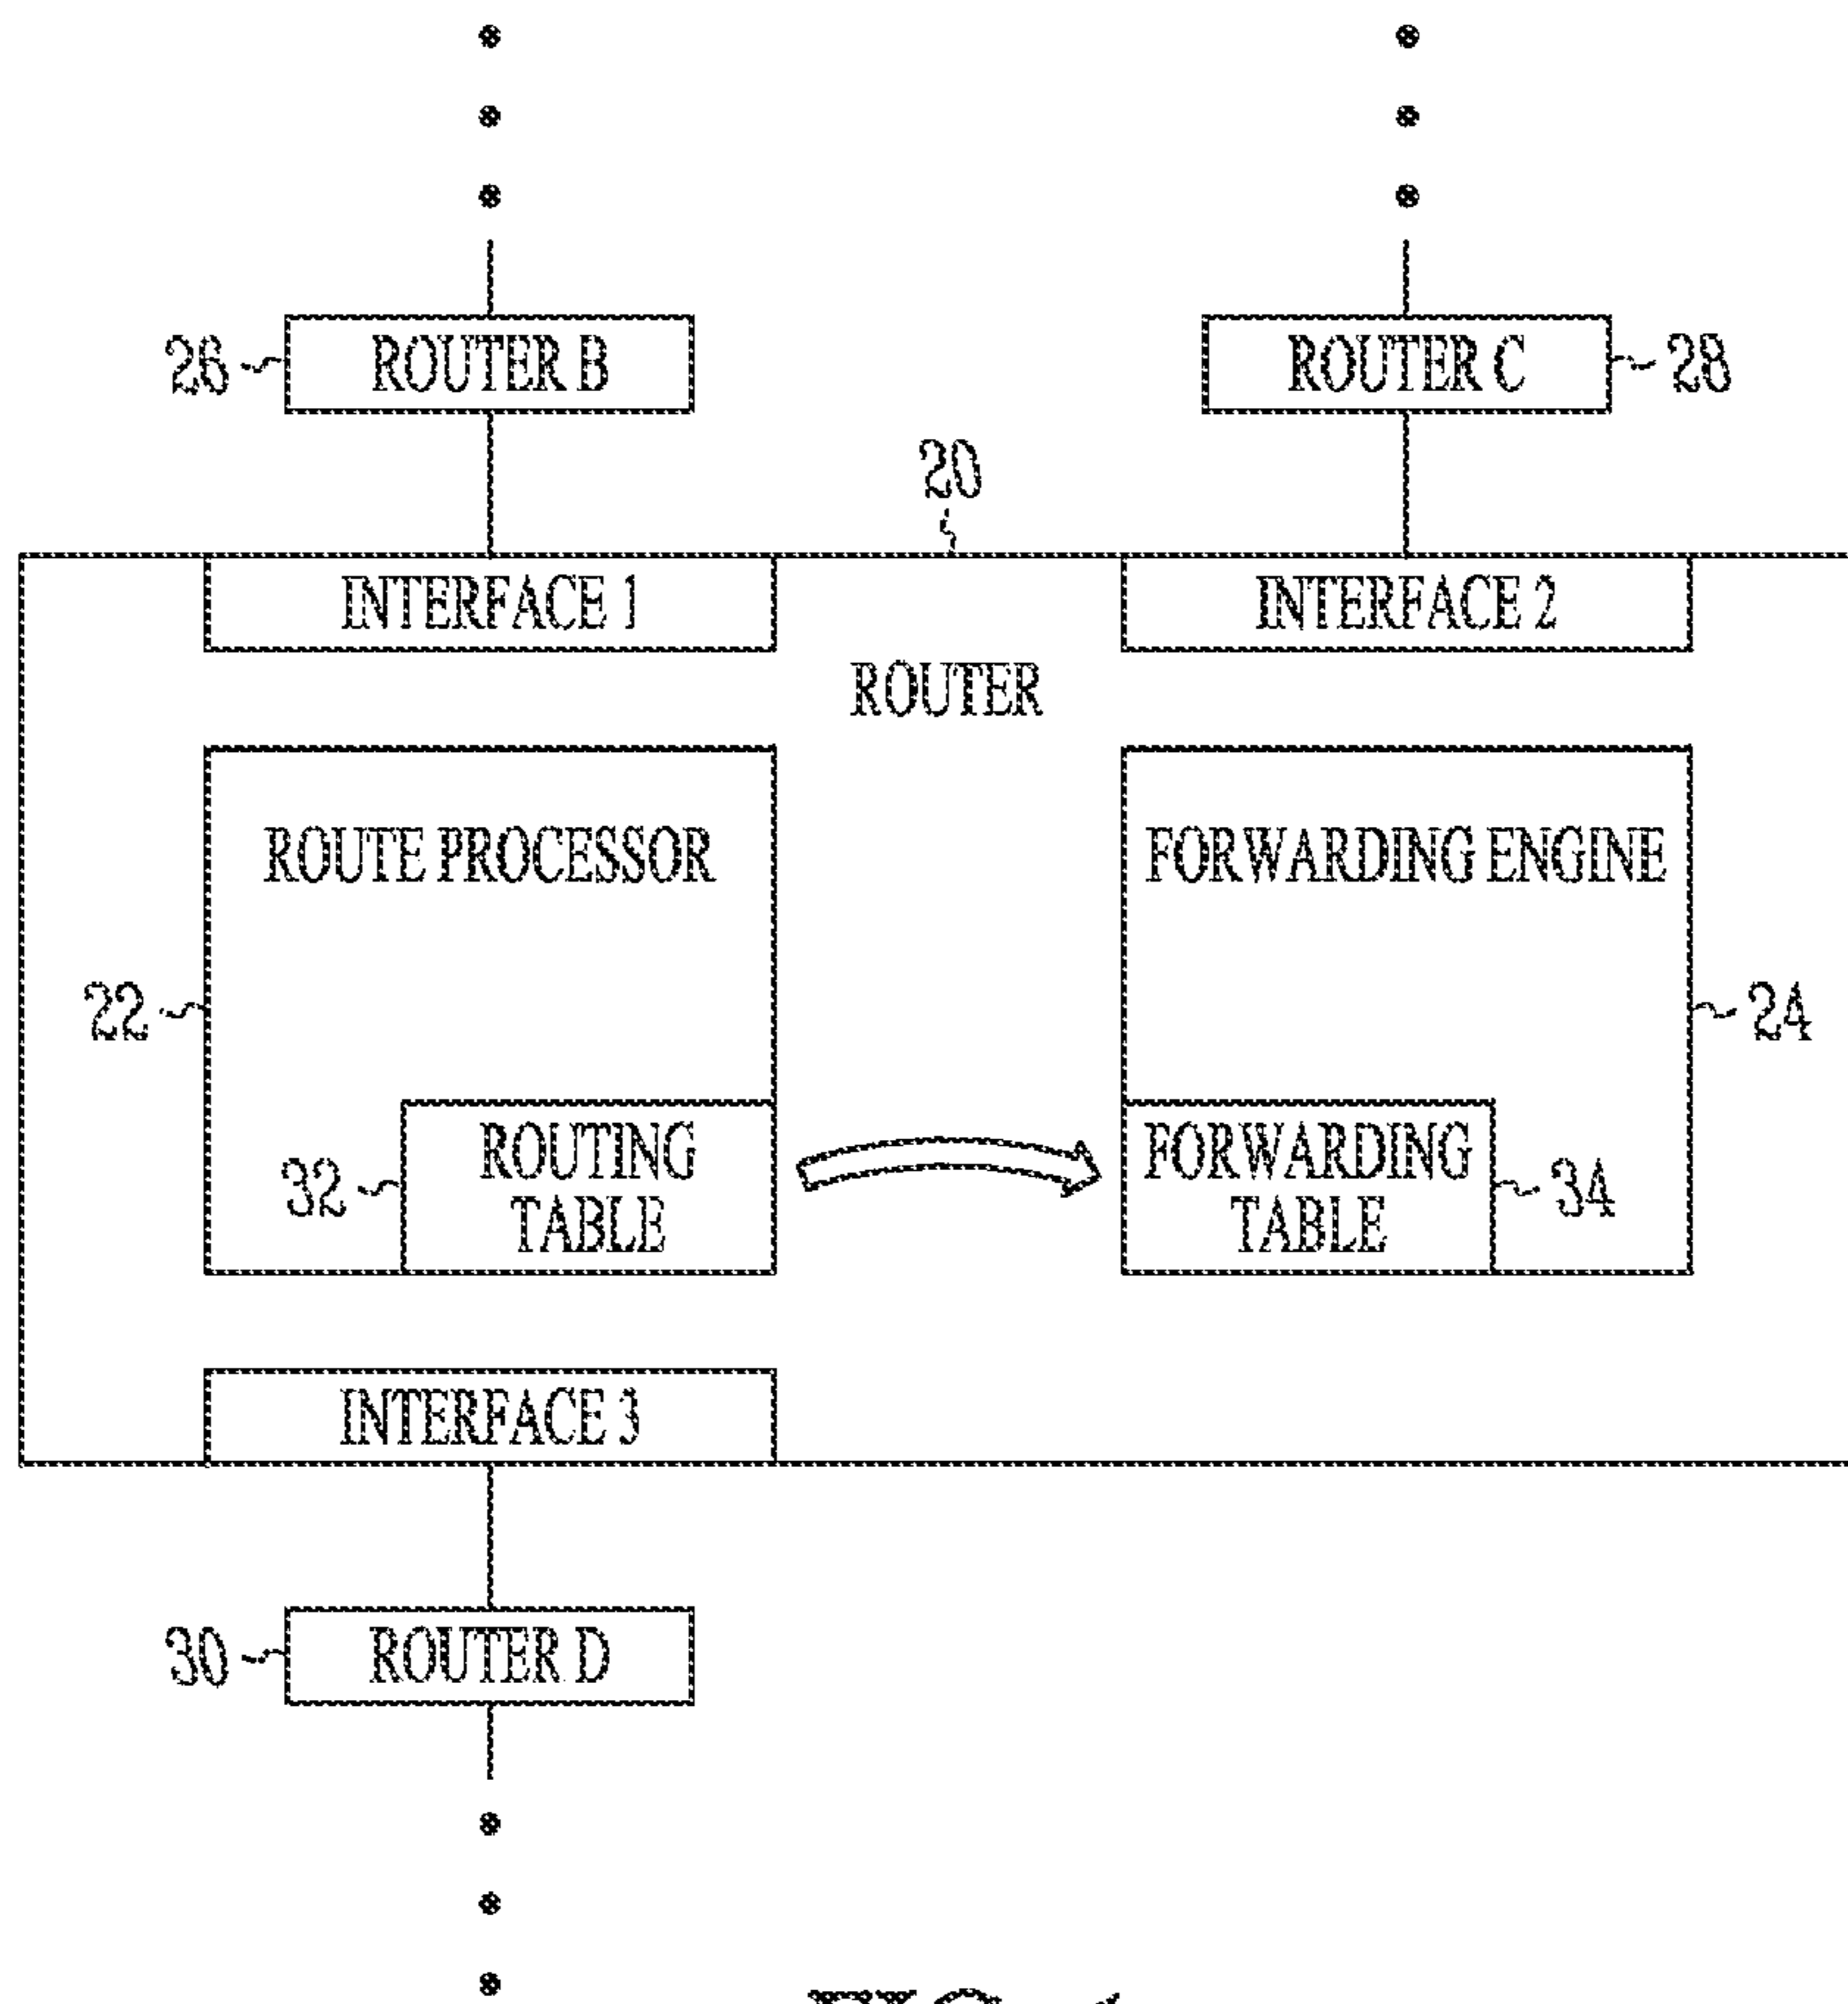 26
ROUTER B
ROUTER C
28
20
INTERFACE 1
INTERFACE 2
ROUTER
ROUTE PROCESSOR
FORWARDING ENGINE
22
24
32
ROUTING
TABLE
FORWARDING
TABLE
34
INTERFACE 3
30
ROUTER D